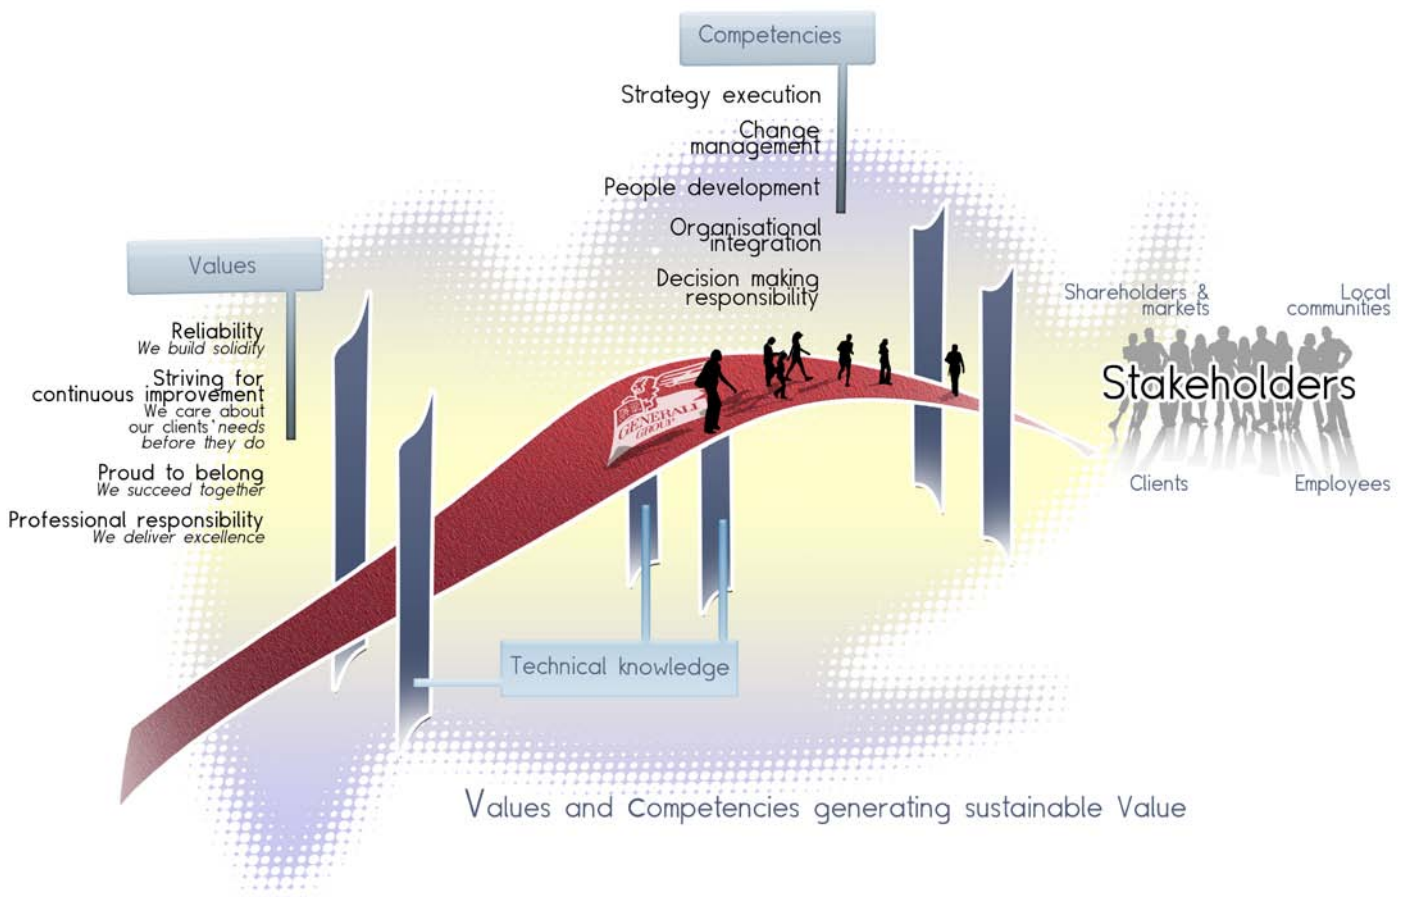 Competencies
Strategy execution
Change
management
People development
Organisational
integration
Decision making
responsibility
Values
Reliability
We build solidity
Striving for
continuous improvement
We care about
our clients' needs
before they do
Proud to belong
We succeed together
Professional responsibility
We deliver excellence
GENERALI
GROUP
Shareholders &
markets
Local
communities
Stakeholders
Clients
Employees
Technical knowledge
Values and Competencies generating sustainable Value